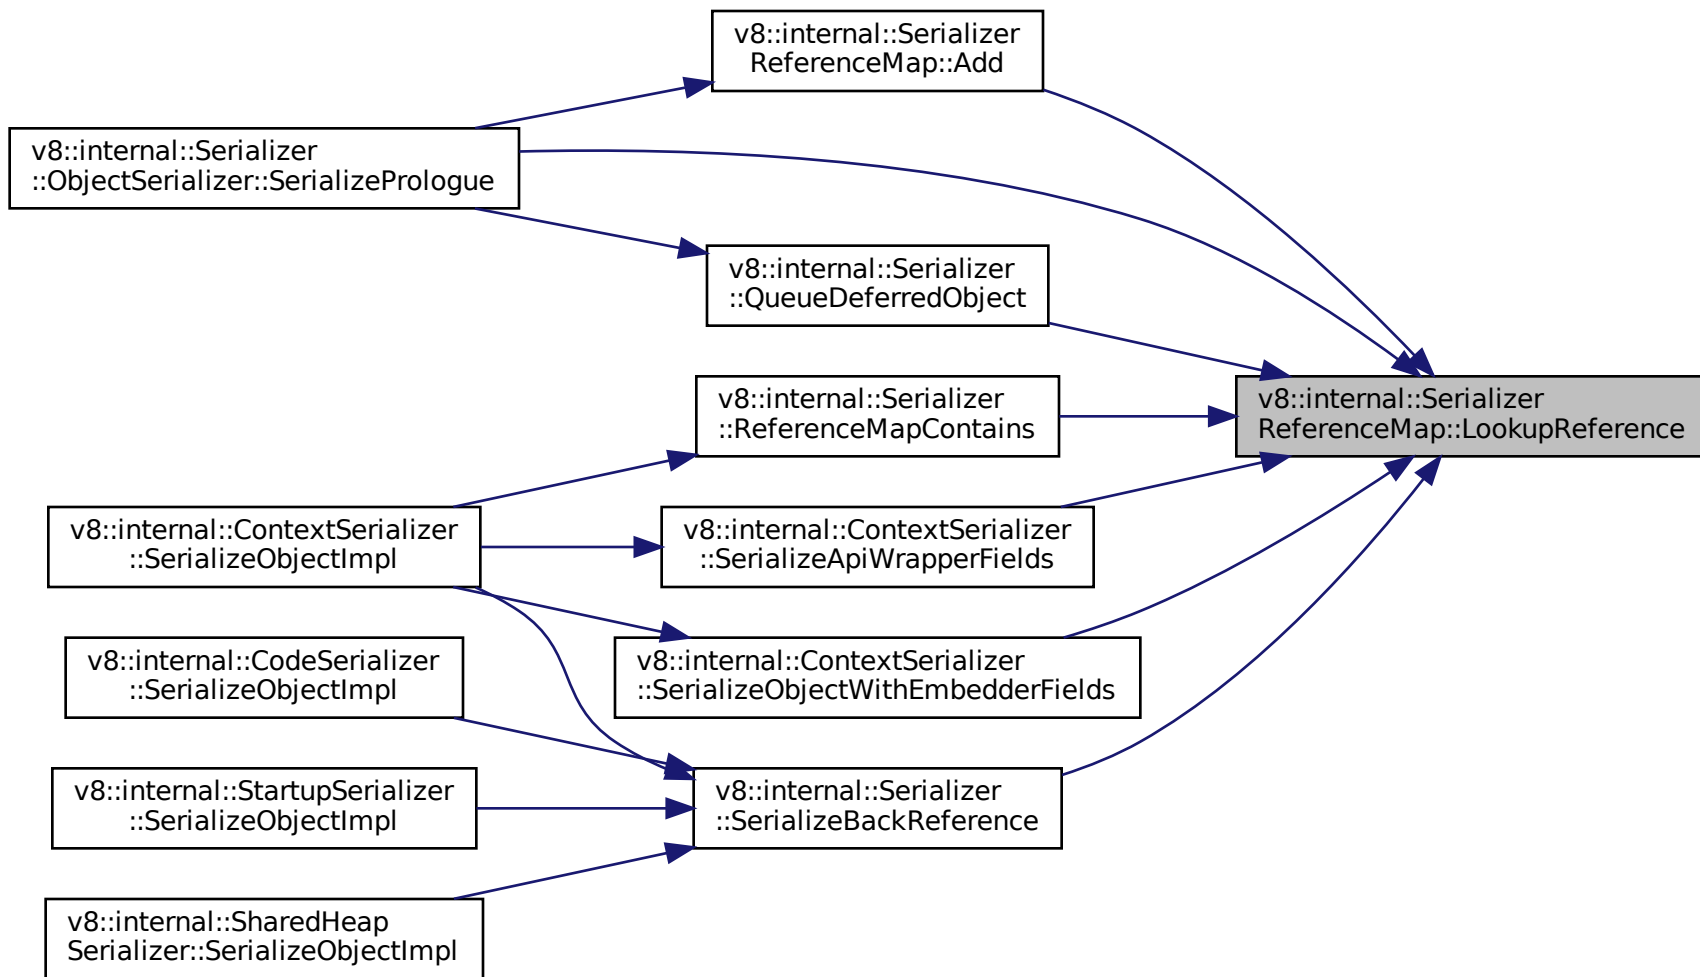 v8::internal::Serializer
ReferenceMap::Add
v8::internal::Serializer
::ObjectSerializer::SerializePrologue
v8::internal::Serializer
::QueueDeferredObject
v8::internal::Serializer
::ReferenceMapContains
v8::internal::Serializer
ReferenceMap::LookupReference
v8::internal::ContextSerializer
::SerializeObjectImpl
v8::internal::ContextSerializer
::SerializeApiWrapperFields
v8::internal::CodeSerializer
::SerializeObjectImpl
v8::internal::ContextSerializer
::SerializeObjectWithEmbedderFields
v8::internal::StartupSerializer
::SerializeObjectImpl
v8::internal::Serializer
::SerializeBackReference
v8::internal::SharedHeap
Serializer::SerializeObjectImpl